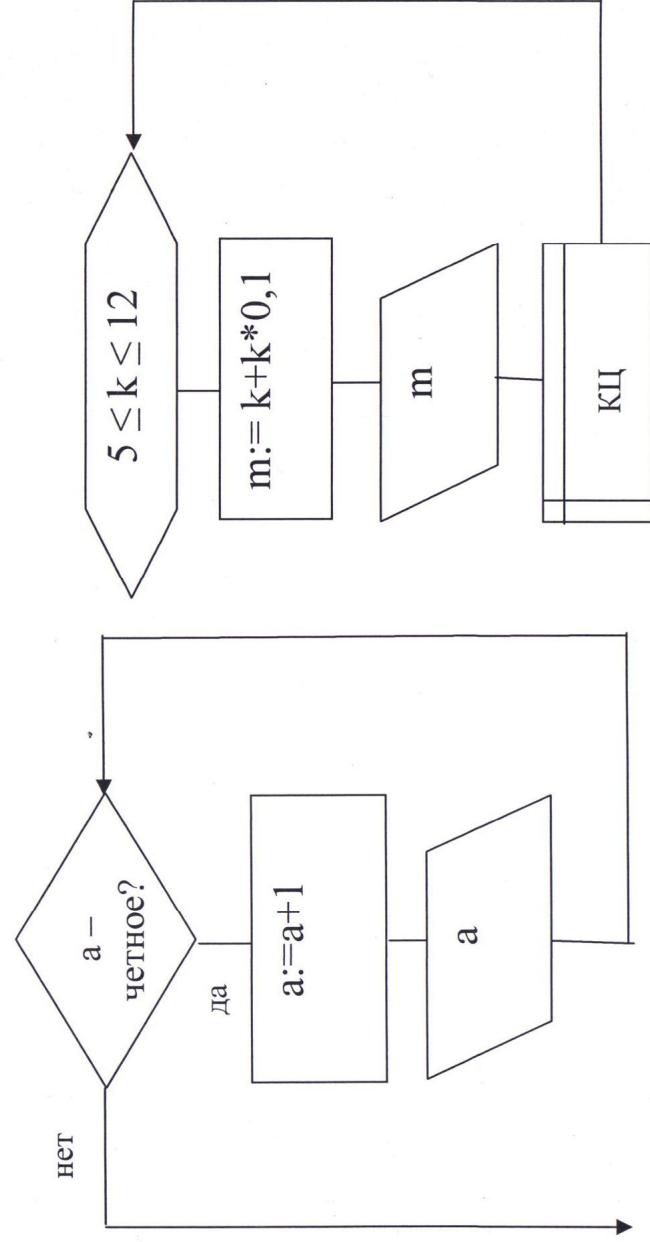 нет
а –
четное?
да
a:=a+1
a
5 ≤ k ≤ 12
m:= k+k*0,1
m
кц